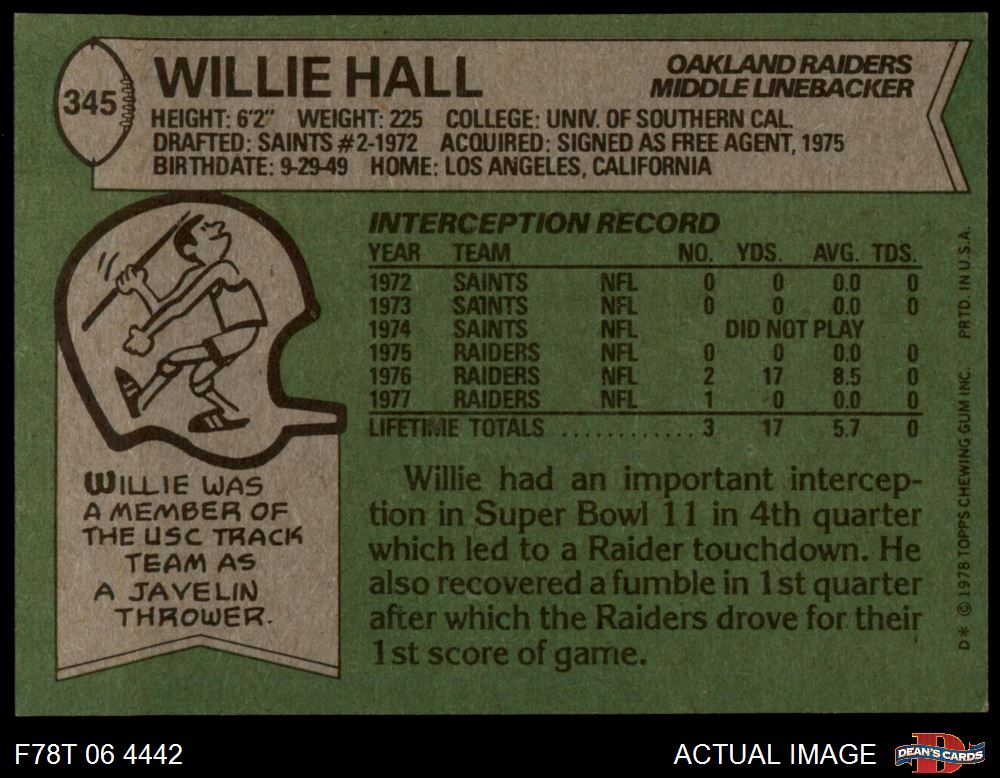 345
WILLIE HALL
OAKLAND RAIDERS
MIDDLE LINEBACKER
HEIGHT: 6'2" WEIGHT: 225 COLLEGE: UNIV. OF SOUTHERN CAL.
DRAFTED: SAINTS #2-1972 ACQUIRED: SIGNED AS FREE AGENT, 1975
BIRTHDATE: 9-29-49 HOME: LOS ANGELES, CALIFORNIA
INTERCEPTION RECORD
YEAR TEAM NO. YDS. AVG. TDS.
1972 SAINTS NFL 0 0 0.0 0
1973 SAINTS NFL 0 0 0.0 0
1974 SAINTS NFL DID NOT PLAY
1975 RAIDERS NFL 0 0 0.0 0
1976 RAIDERS NFL 2 17 8.5 0
1977 RAIDERS NFL 1 0 0.0 0
LIFETIME TOTALS ............3 17 5.7 0
WILLIE WAS
A MEMBER OF
THE USC TRACK
TEAM AS
A JAVELIN
THROWER.
Willie had an important intercep-
tion in Super Bowl 11 in 4th quarter
which led to a Raider touchdown. He
also recovered a fumble in 1st quarter
after which the Raiders drove for their
1st score of game.
D* © 1978 TOPPS CHEWING GUM INC. PRTD. IN U.S.A.
F78T 06 4442
ACTUAL IMAGE
DEAN'S CARDS